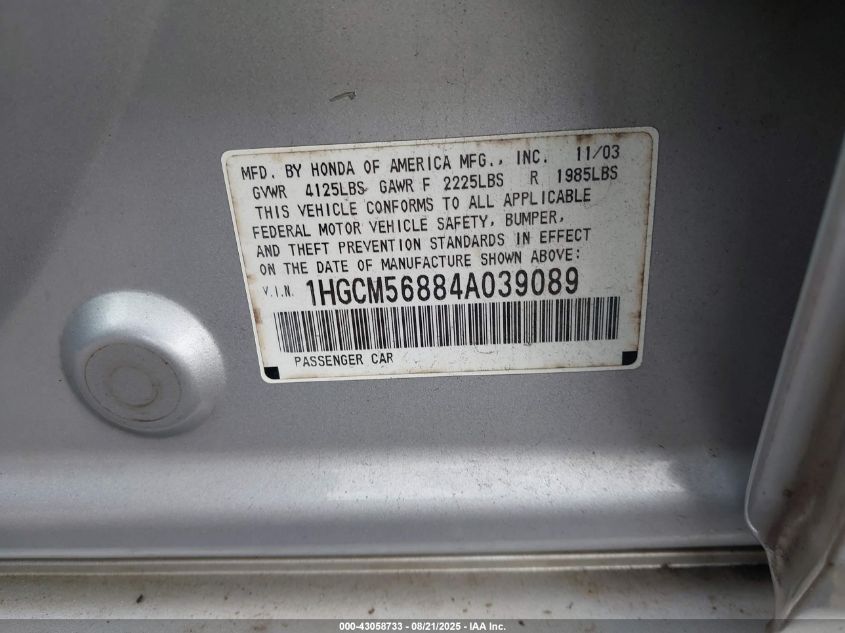 MFD. BY HONDA OF AMERICA MFG., INC. 11/03
GVWR 4125LBS GAWR F 2225LBS R 1985LBS
THIS VEHICLE CONFORMS TO ALL APPLICABLE
FEDERAL MOTOR VEHICLE SAFETY, BUMPER,
AND THEFT PREVENTION STANDARDS IN EFFECT
ON THE DATE OF MANUFACTURE SHOWN ABOVE:
V.I.N. 1HGCM56884A039089
PASSENGER CAR
000-43058733 - 08/21/2025 - IAA Inc.